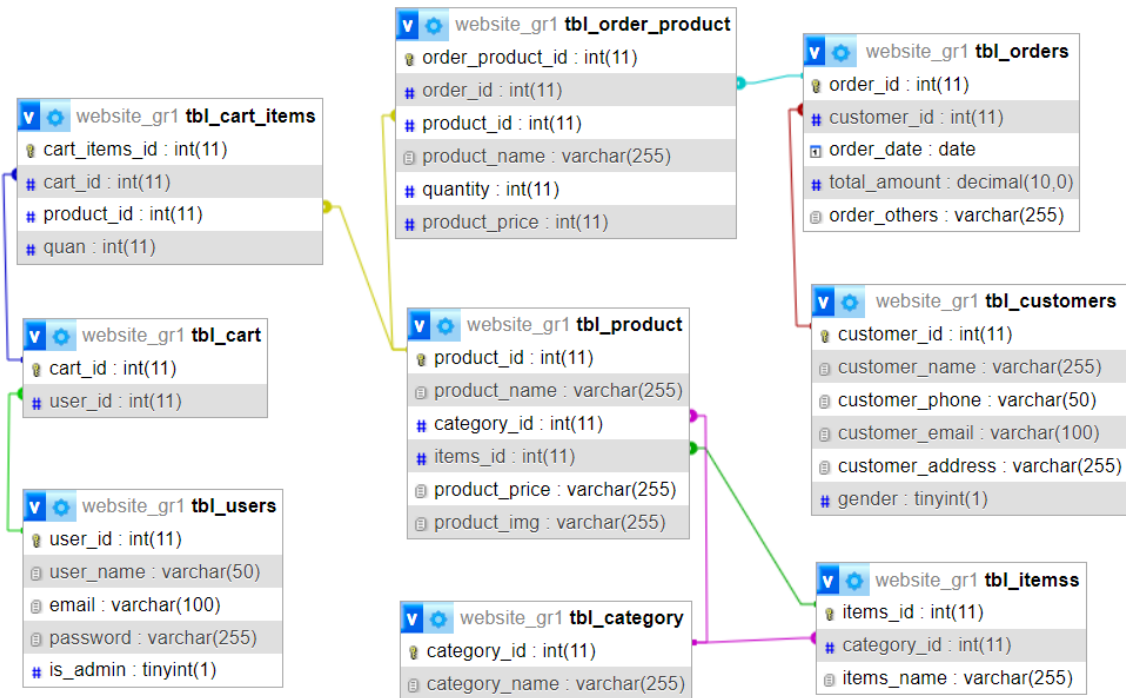 website_gr1 tbl_cart_items
cart_items_id : int(11)
cart_id : int(11)
product_id : int(11)
quan : int(11)
website_gr1 tbl_cart
cart_id : int(11)
user_id : int(11)
website_gr1 tbl_users
user_id : int(11)
user_name : varchar(50)
email : varchar(100)
password : varchar(255)
is_admin : tinyint(1)
website_gr1 tbl_order_product
order_product_id : int(11)
order_id : int(11)
product_id : int(11)
product_name : varchar(255)
quantity : int(11)
product_price : int(11)
website_gr1 tbl_product
product_id : int(11)
product_name : varchar(255)
category_id : int(11)
items_id : int(11)
product_price : varchar(255)
product_img : varchar(255)
website_gr1 tbl_category
category_id : int(11)
category_name : varchar(255)
website_gr1 tbl_orders
order_id : int(11)
customer_id : int(11)
order_date : date
total_amount : decimal(10,0)
order_others : varchar(255)
website_gr1 tbl_customers
customer_id : int(11)
customer_name : varchar(255)
customer_phone : varchar(50)
customer_email : varchar(100)
customer_address : varchar(255)
gender : tinyint(1)
website_gr1 tbl_itemss
items_id : int(11)
category_id : int(11)
items_name : varchar(255)